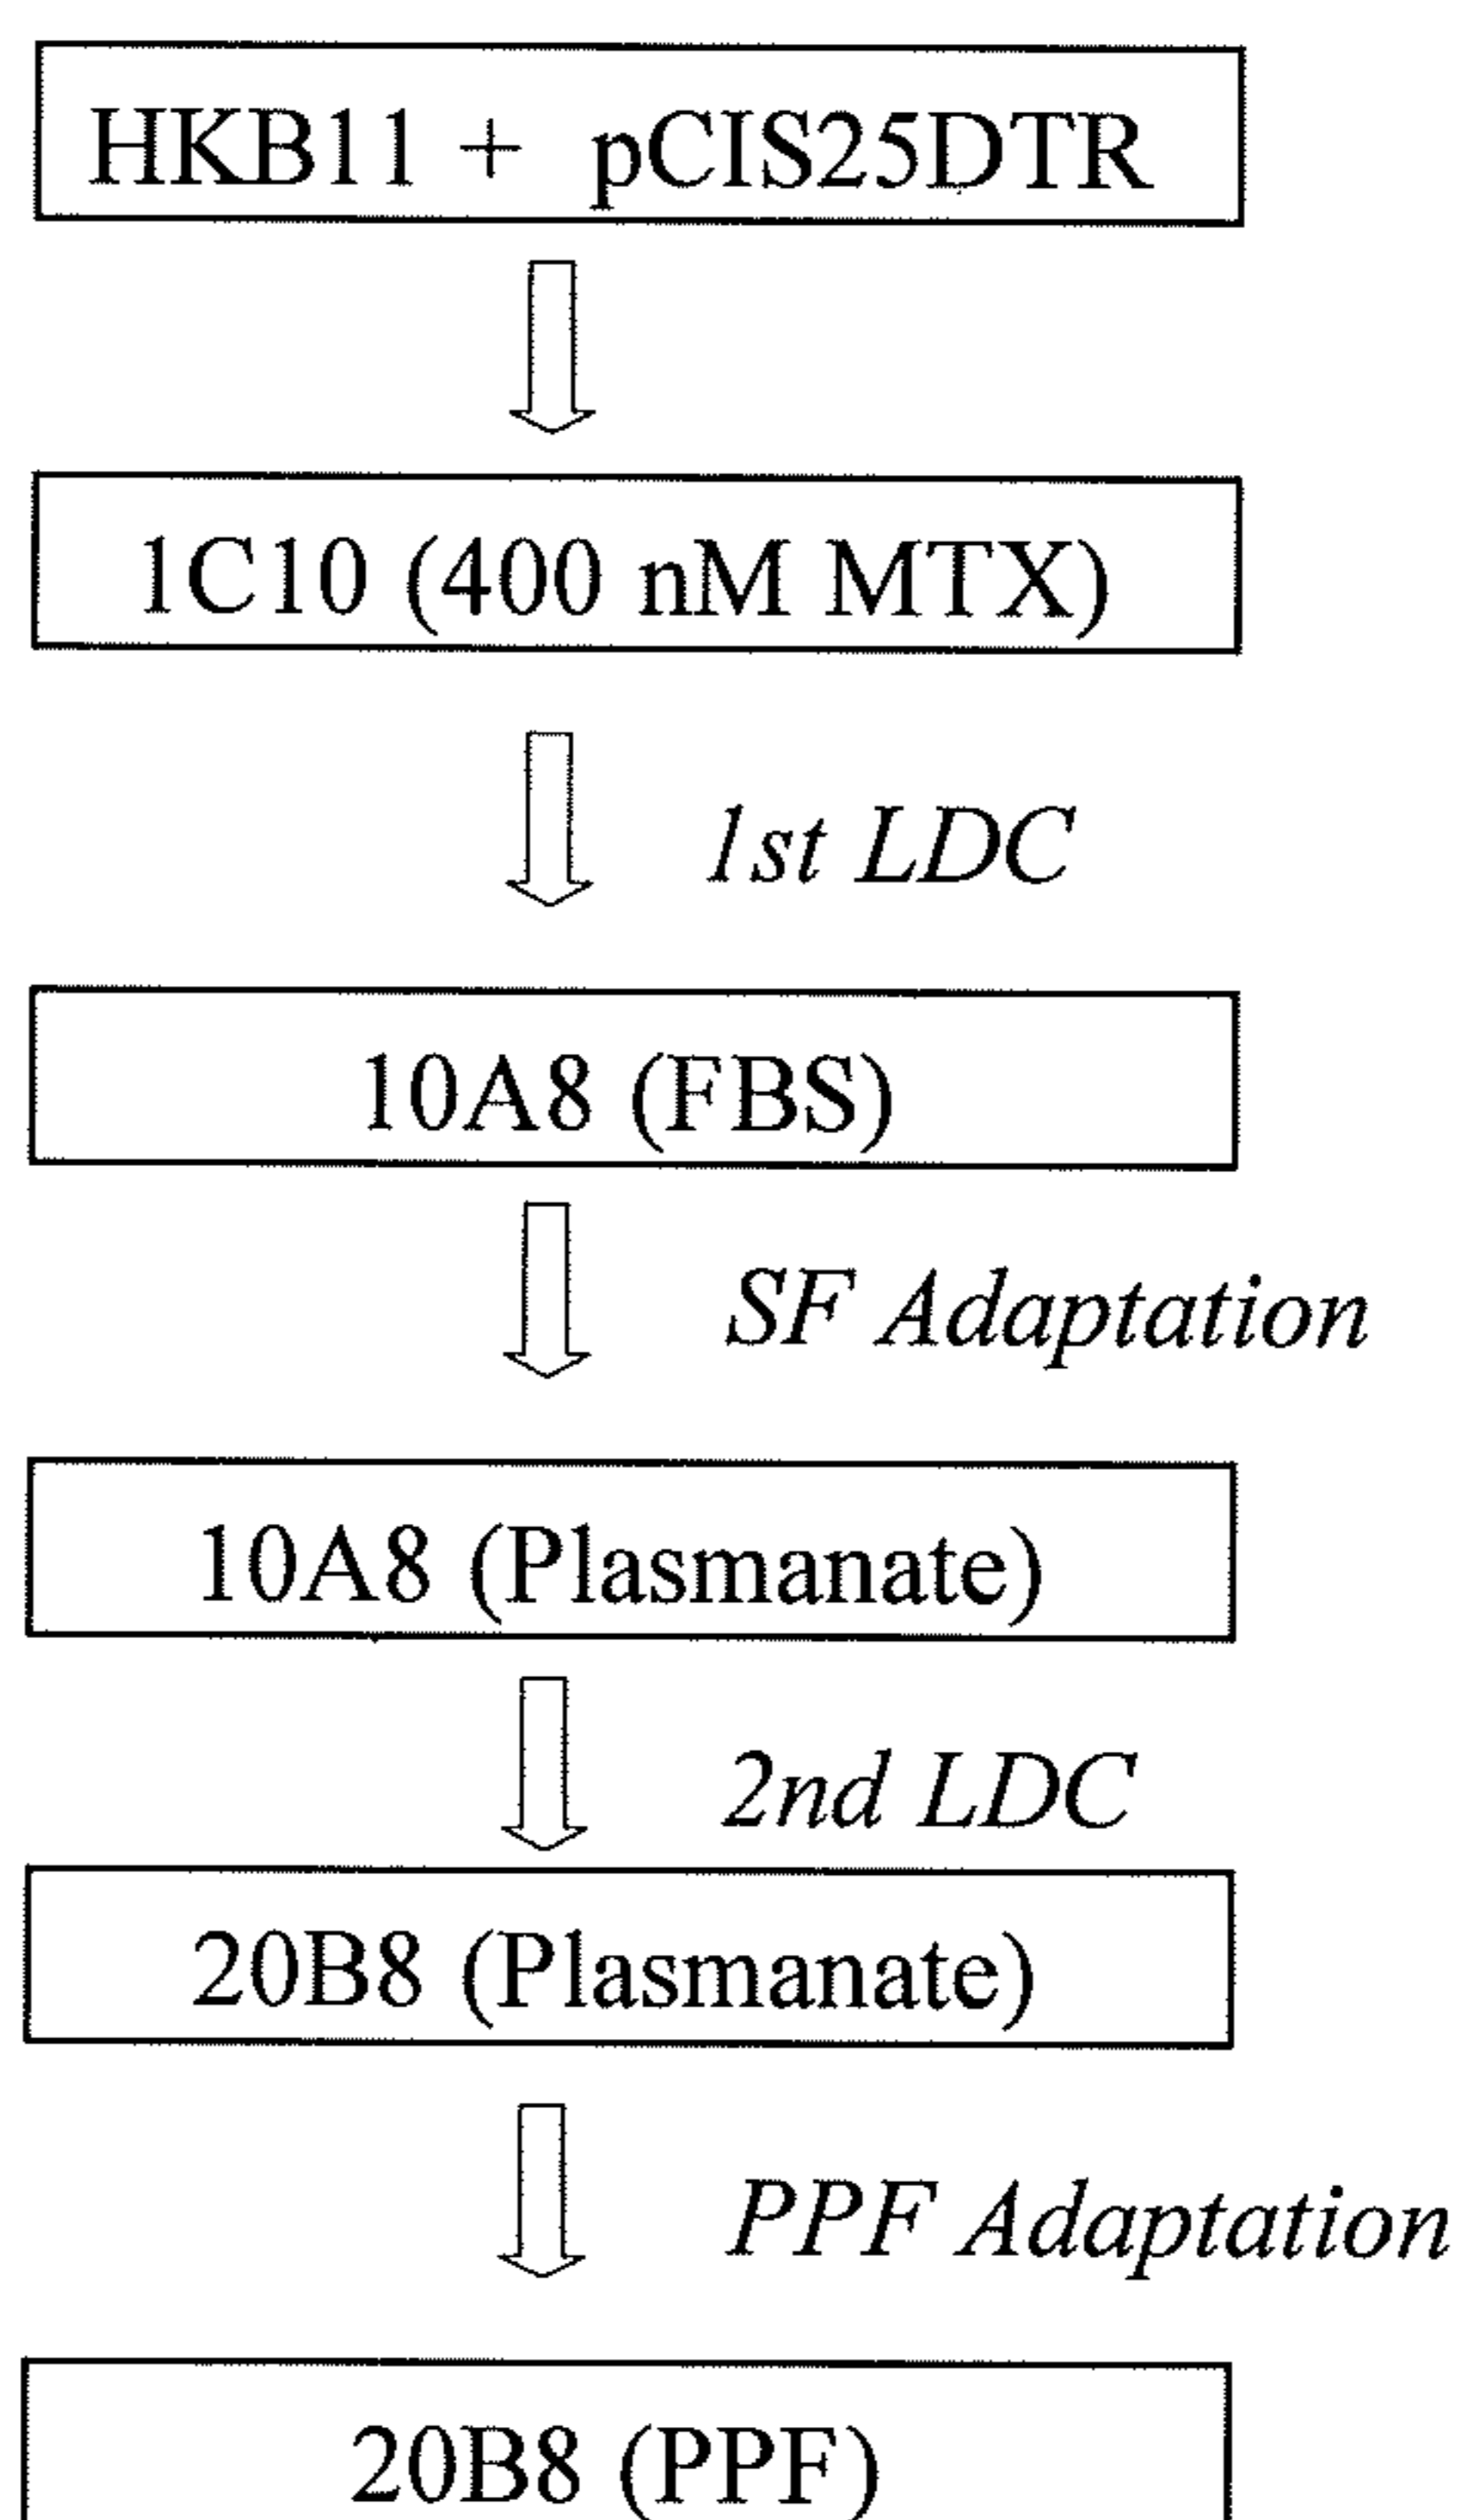 HKB11 + pCIS25DTR
1C10 (400 nM MTX)
1st LDC
10A8 (FBS)
SF Adaptation
10A8 (Plasmanate)
2nd LDC
20B8 (Plasmanate)
PPF Adaptation
20B8 (PPF)